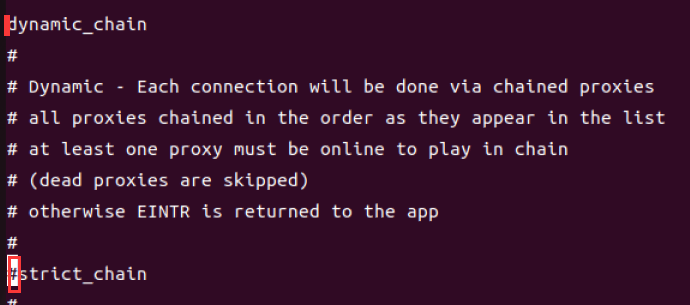 dynamic_chain
#
# Dynamic - Each connection will be done via chained proxies
# all proxies chained in the order as they appear in the list
# at least one proxy must be online to play in chain
# (dead proxies are skipped)
# otherwise EINTR is returned to the app
#
#strict_chain
#